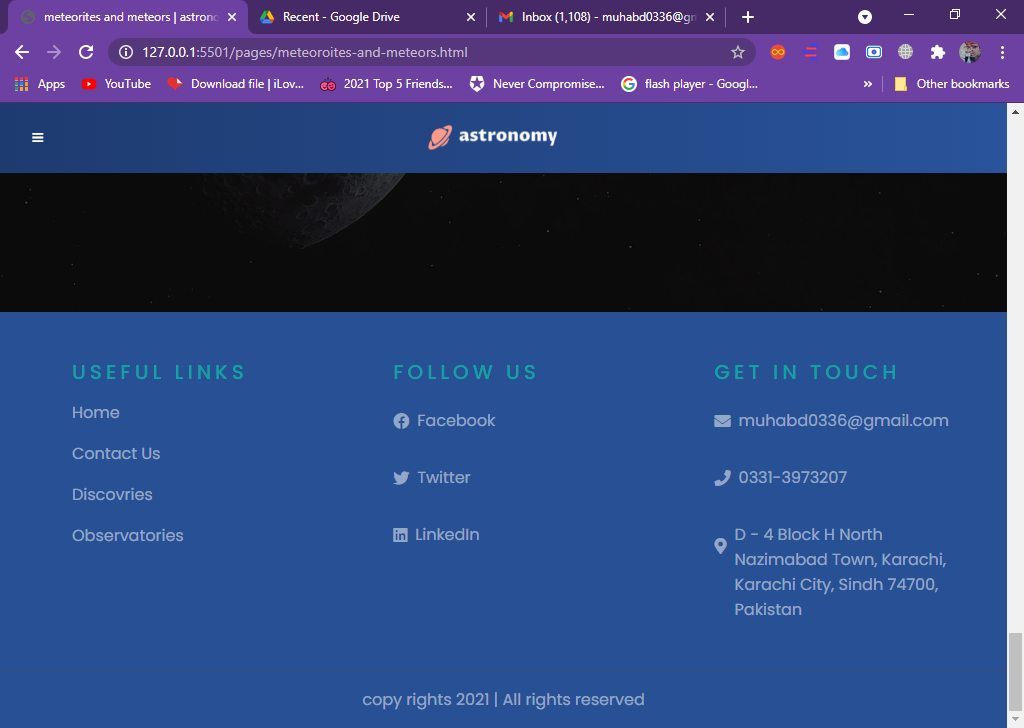 meteorites and meteors | astrono
Recent - Google Drive
Inbox (1,108) - muhabd0336@gm
127.0.0.1:5501/pages/meteoroites-and-meteors.html
Apps
YouTube
Download file | iLov...
2021 Top 5 Friends...
Never Compromise...
flash player - Googl...
»
Other bookmarks
astronomy
USEFUL LINKS
Home
Contact Us
Discovries
Observatories
FOLLOW US
Facebook
Twitter
LinkedIn
GET IN TOUCH
muhabd0336@gmail.com
0331-3973207
D - 4 Block H North
Nazimabad Town, Karachi,
Karachi City, Sindh 74700,
Pakistan
copy rights 2021 | All rights reserved